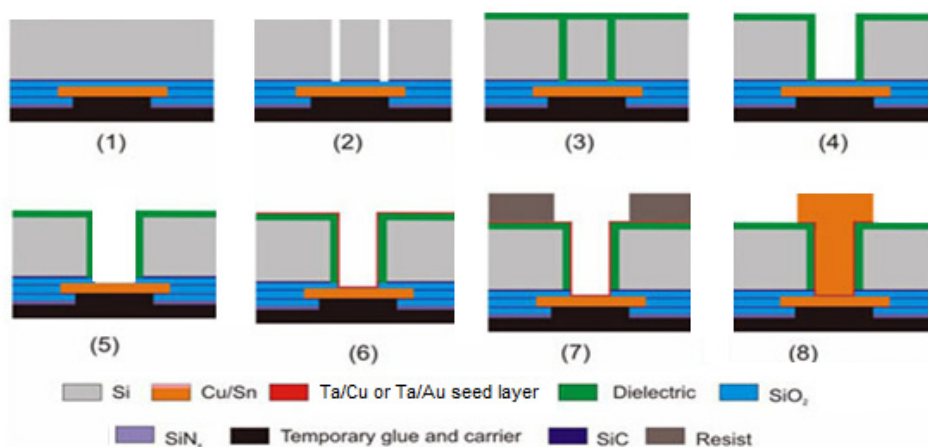 (1) (2) (3) (4)
(5) (6) (7) (8)
Si Cu/Sn Ta/Cu or Ta/Au seed layer Dielectric SiO₂
SiNₓ Temporary glue and carrier SiC Resist